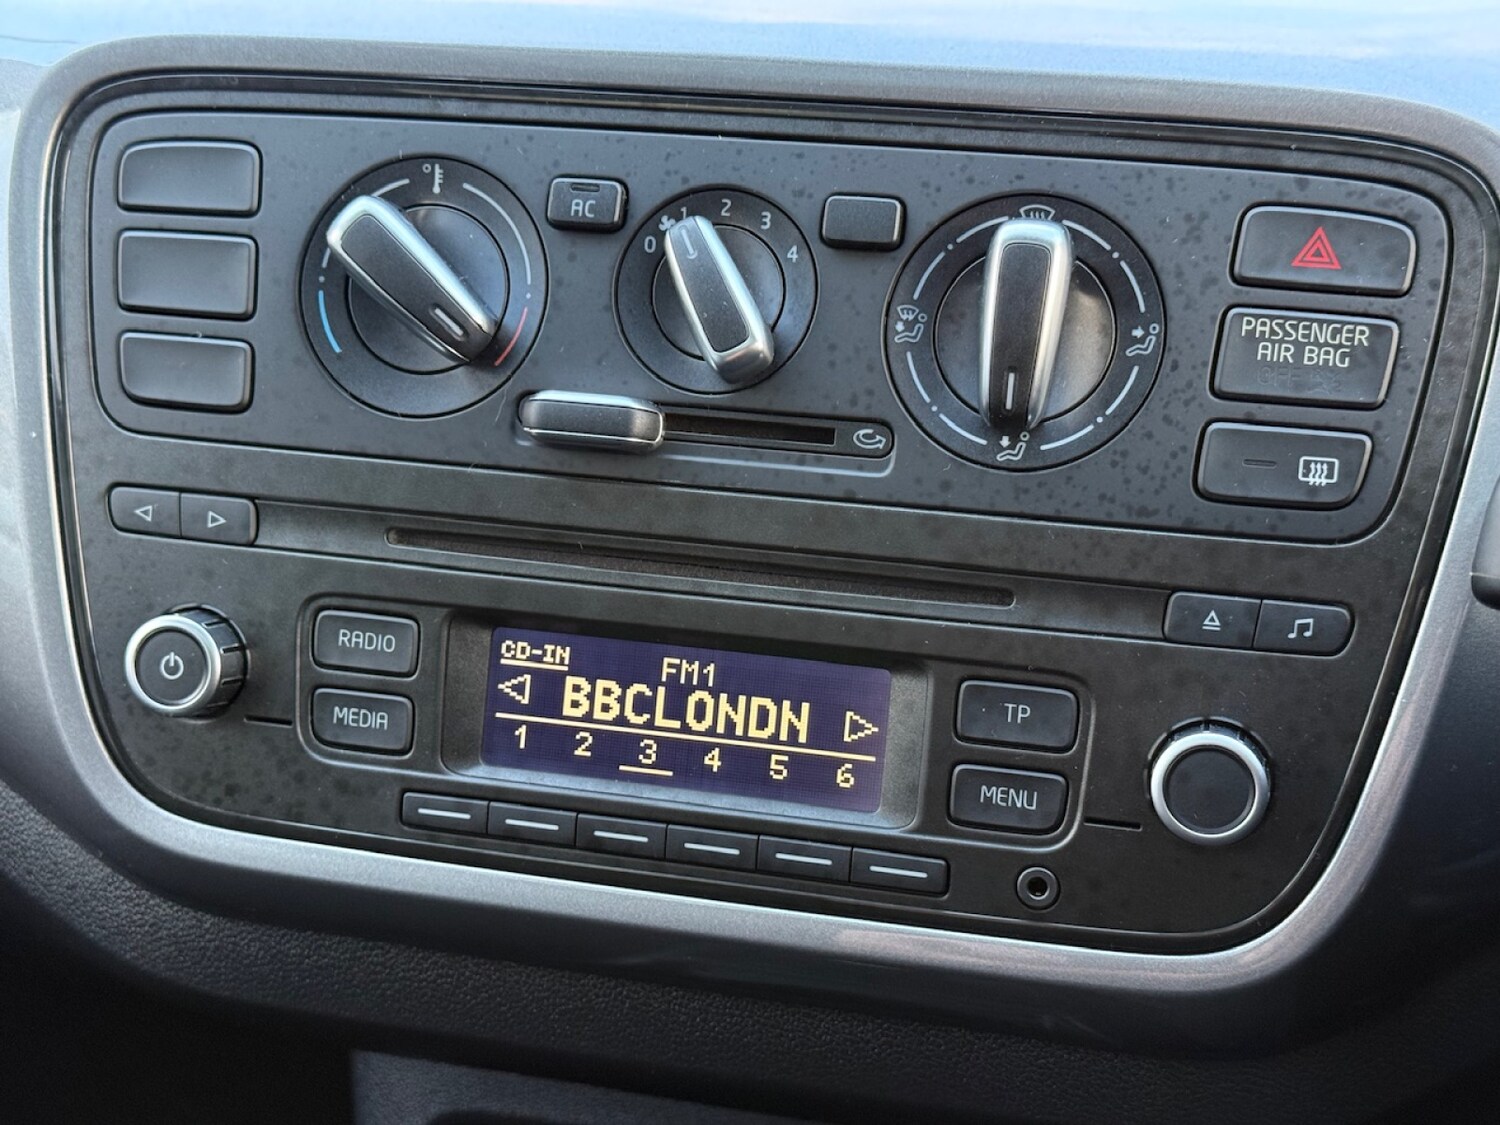 AC
0 1 2 3 4
PASSENGER
AIR BAG
RADIO
MEDIA
CD-IN
FM1
BBCLONDN
1 2 3 4 5 6
TP
MENU